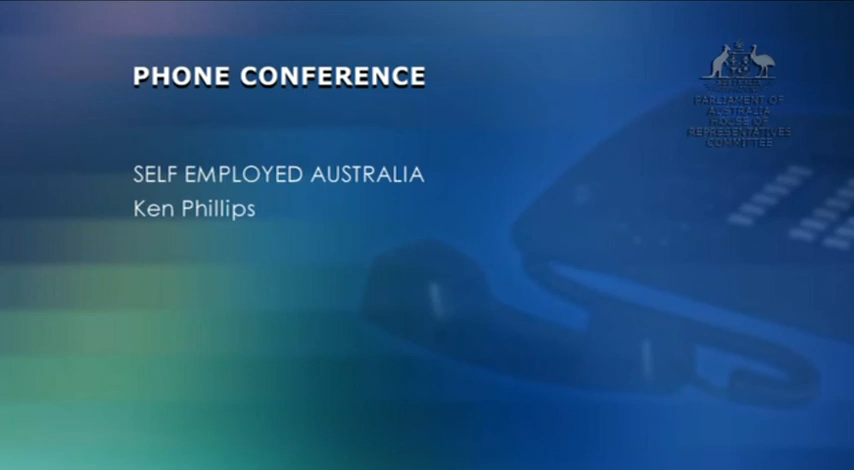 PHONE CONFERENCE
PARLIAMENT OF
AUSTRALIA
HOUSE OF
REPRESENTATIVES
COMMITTEE
SELF EMPLOYED AUSTRALIA
Ken Phillips